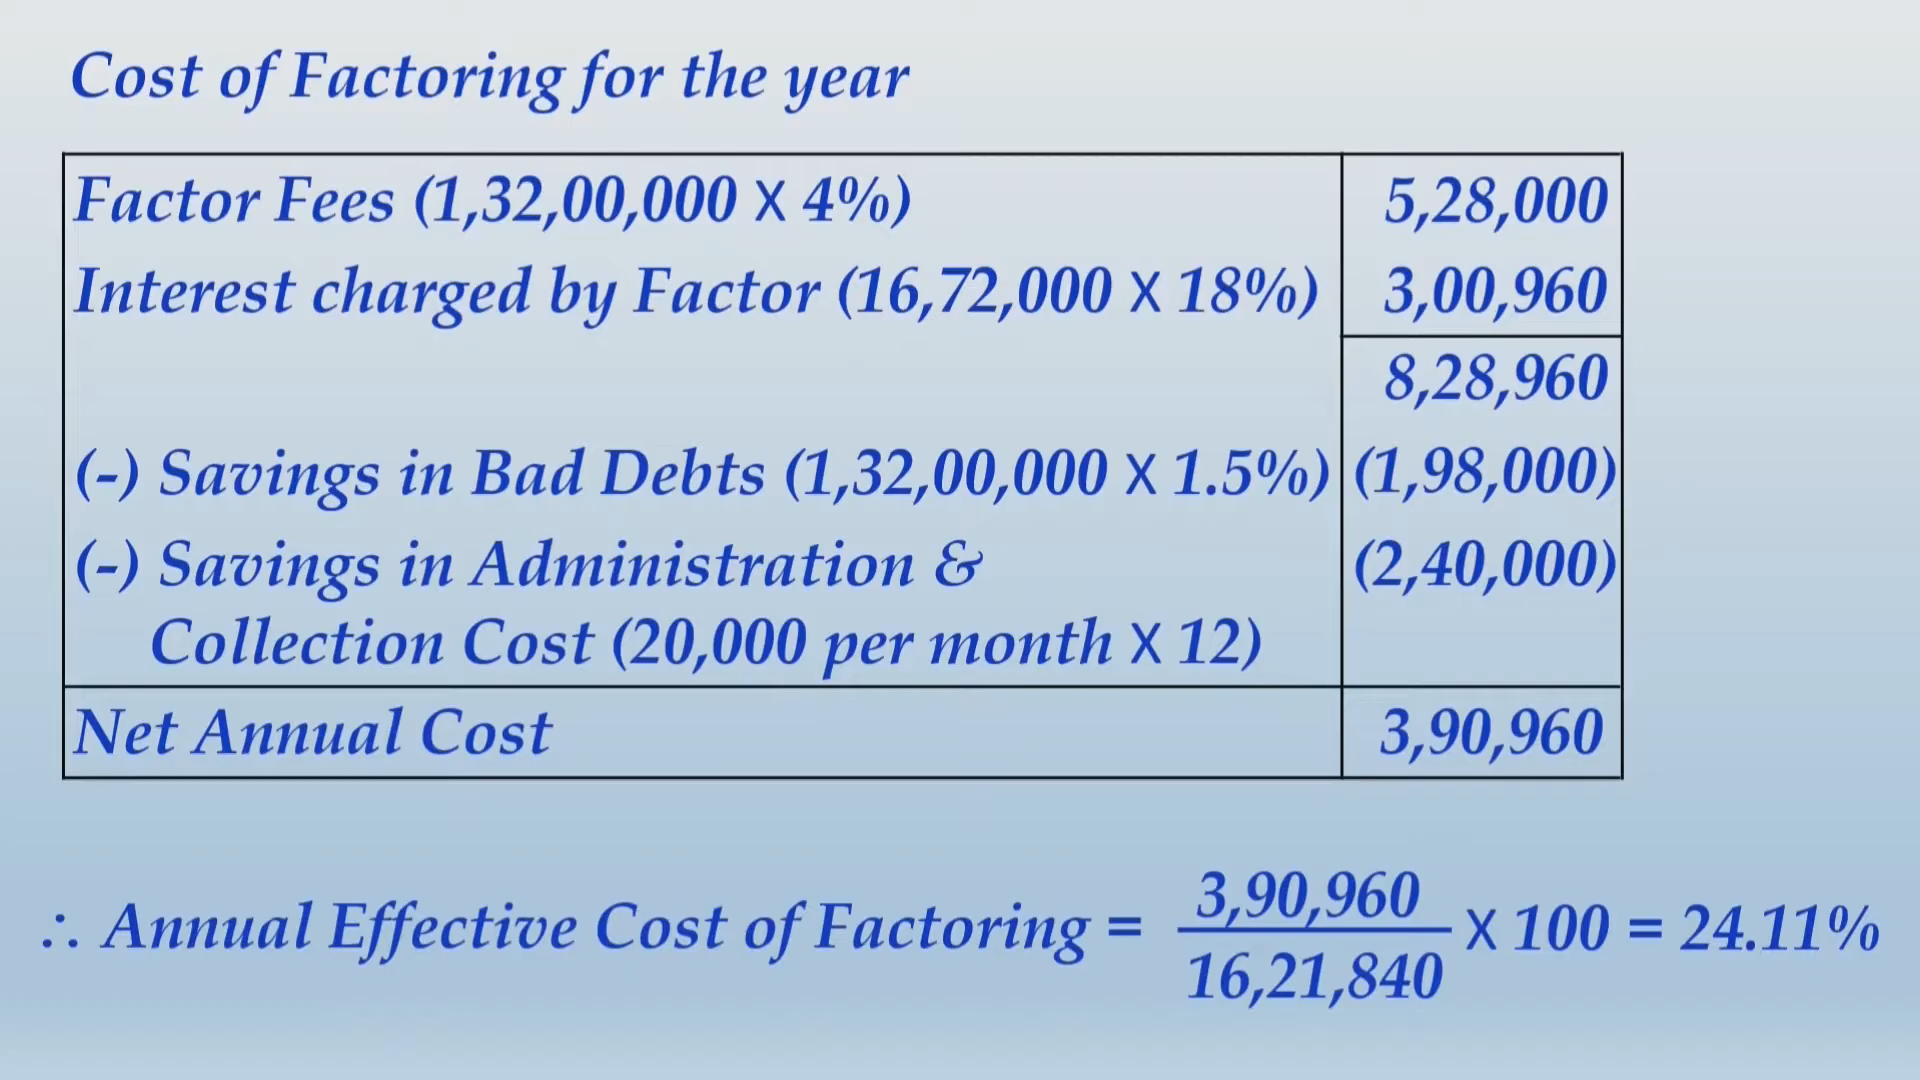 Cost of Factoring for the year
Factor Fees (1,32,00,000 X 4%) 5,28,000
Interest charged by Factor (16,72,000 X 18%) 3,00,960
8,28,960
(-) Savings in Bad Debts (1,32,00,000 X 1.5%) (1,98,000)
(-) Savings in Administration & (2,40,000)
Collection Cost (20,000 per month X 12)
Net Annual Cost 3,90,960
∴ Annual Effective Cost of Factoring = 3,90,960 X 100 = 24.11%
16,21,840